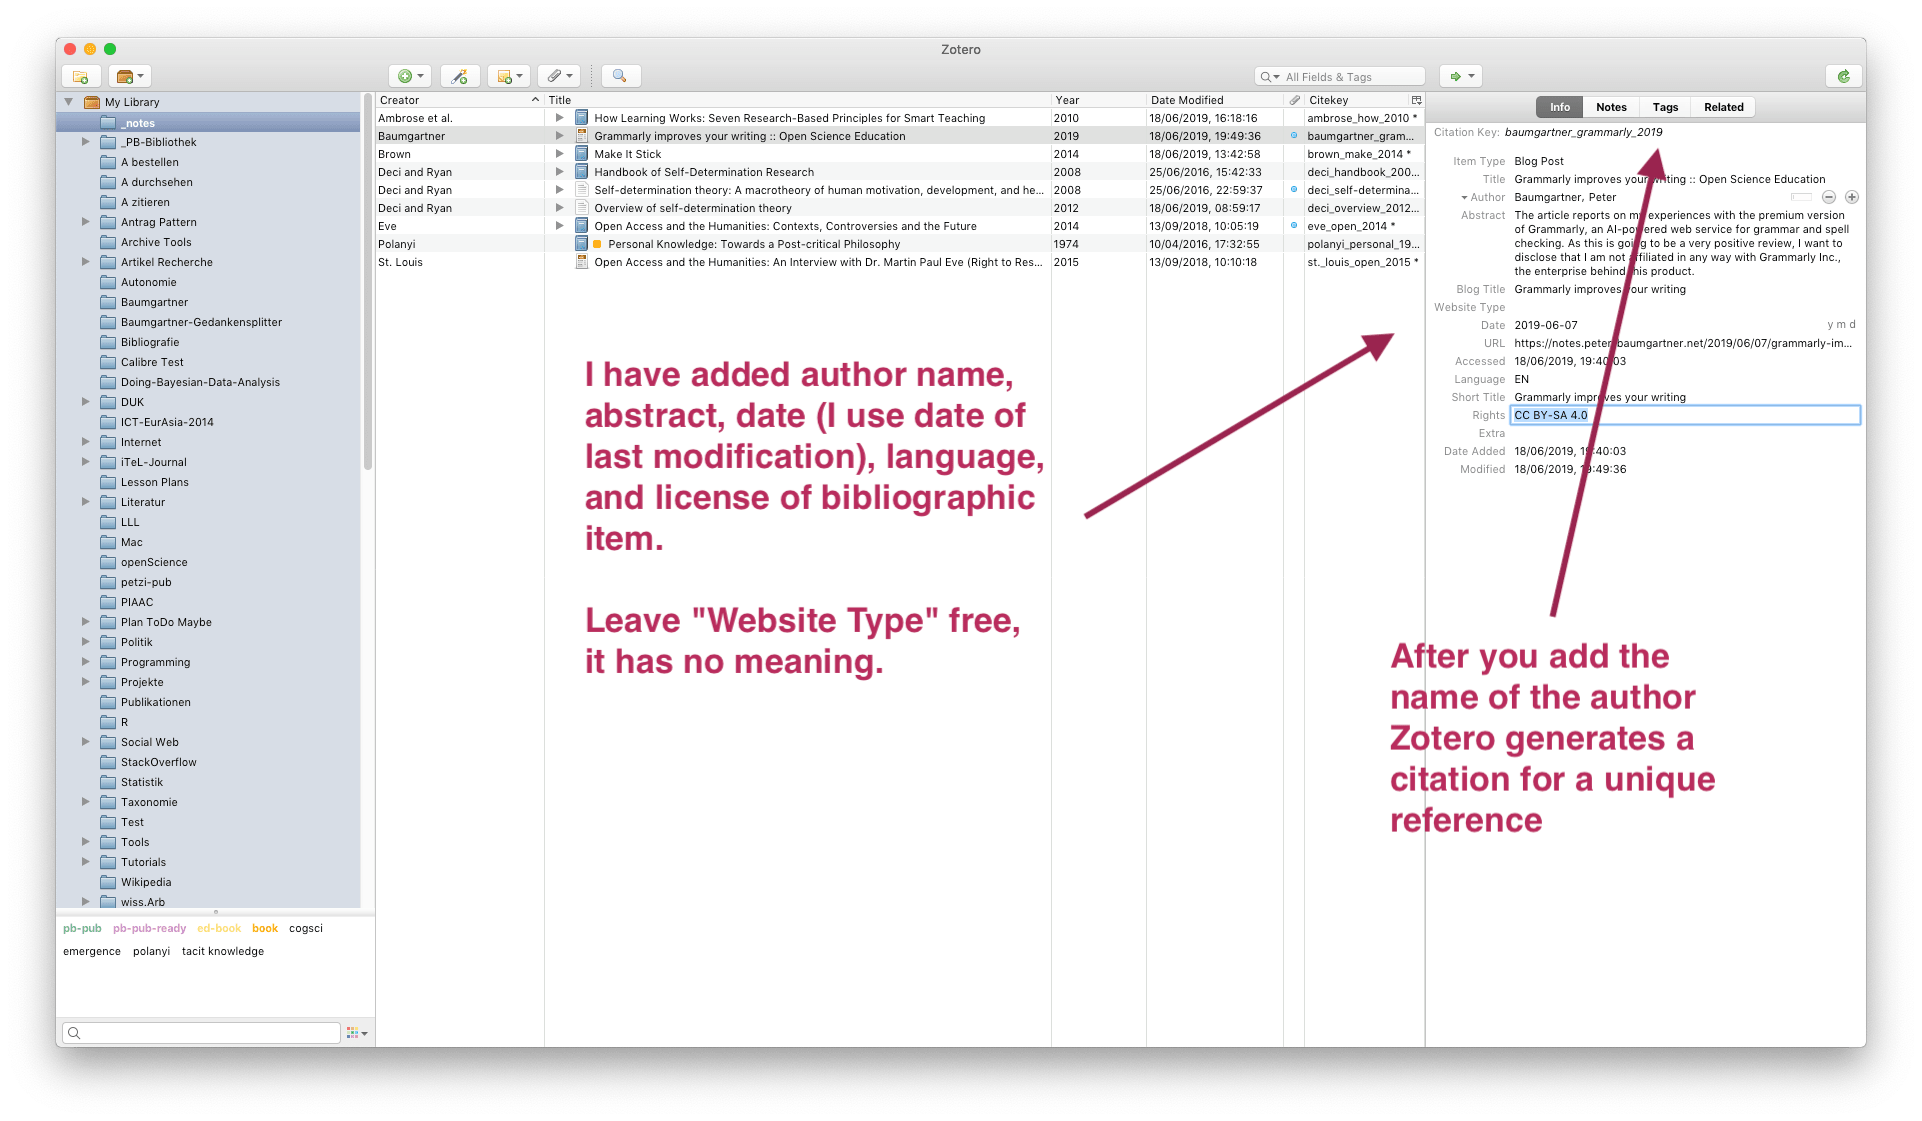 Zotero
All Fields & Tags
My Library
_notes
_PB-Bibliothek
A bestellen
A durchsehen
A zitieren
Antrag Pattern
Archive Tools
Artikel Recherche
Autonomie
Baumgartner
Baumgartner-Gedankensplitter
Bibliografie
Calibre Test
Doing-Bayesian-Data-Analysis
DUK
ICT-EurAsia-2014
Internet
iTeL-Journal
Lesson Plans
Literatur
LLL
Mac
openScience
petzi-pub
PIAAC
Plan ToDo Maybe
Politik
Programming
Projekte
Publikationen
R
Social Web
StackOverflow
Statistik
Taxonomie
Test
Tools
Tutorials
Wikipedia
wiss.Arb
pb-pub pb-pub-ready ed-book book cogsci
emergence polanyi tacit knowledge
Creator Title Year Date Modified Citekey
Ambrose et al. How Learning Works: Seven Research-Based Principles for Smart Teaching 2010 18/06/2019, 16:18:16 ambrose_how_2010 *
Baumgartner Grammarly improves your writing :: Open Science Education 2019 18/06/2019, 19:49:36 baumgartner_gram...
Brown Make It Stick 2014 18/06/2019, 13:42:58 brown_make_2014 *
Deci and Ryan Handbook of Self-Determination Research 2008 25/06/2016, 15:42:33 deci_handbook_200...
Deci and Ryan Self-determination theory: A macrotheory of human motivation, development, and he... 2008 25/06/2016, 22:59:37 deci_self-determina...
Deci and Ryan Overview of self-determination theory 2012 18/06/2019, 08:59:17 deci_overview_2012...
Eve Open Access and the Humanities: Contexts, Controversies and the Future 2014 13/09/2018, 10:05:19 eve_open_2014 *
Polanyi Personal Knowledge: Towards a Post-critical Philosophy 1974 10/04/2016, 17:32:55 polanyi_personal_19...
St. Louis Open Access and the Humanities: An Interview with Dr. Martin Paul Eve (Right to Res... 2015 13/09/2018, 10:10:18 st._louis_open_2015 *
I have added author name,
abstract, date (I use date of
last modification), language,
and license of bibliographic
item.
Leave "Website Type" free,
it has no meaning.
Info Notes Tags Related
Citation Key: baumgartner_grammarly_2019
Item Type Blog Post
Title Grammarly improves your writing :: Open Science Education
Author Baumgartner, Peter
Abstract The article reports on my experiences with the premium version
of Grammarly, an AI-powered web service for grammar and spell
checking. As this is going to be a very positive review, I want to
disclose that I am not affiliated in any way with Grammarly Inc.,
the enterprise behind this product.
Blog Title Grammarly improves your writing
Website Type
Date 2019-06-07 y m d
URL https://notes.peter-baumgartner.net/2019/06/07/grammarly-im...
Accessed 18/06/2019, 19:40:03
Language EN
Short Title Grammarly improves your writing
Rights CC BY-SA 4.0
Extra
Date Added 18/06/2019, 19:40:03
Modified 18/06/2019, 19:49:36
After you add the
name of the author
Zotero generates a
citation for a unique
reference